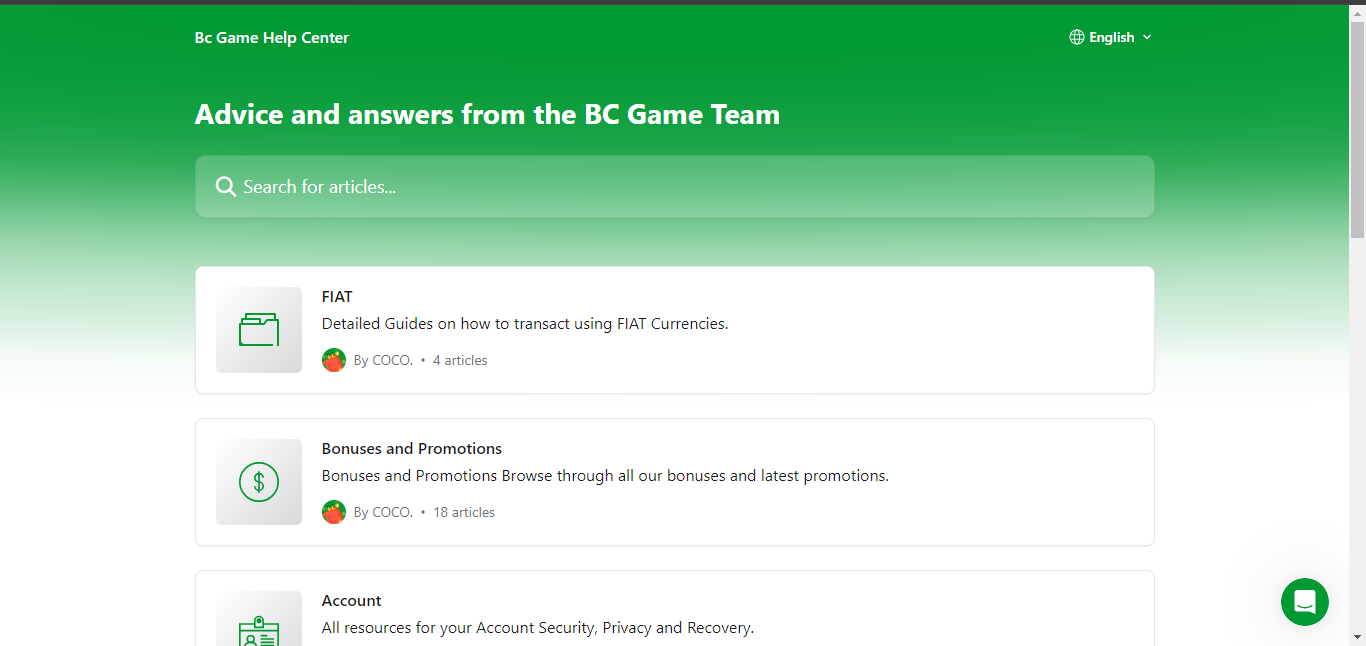 Bc Game Help Center
English
Advice and answers from the BC Game Team
Search for articles...
FIAT
Detailed Guides on how to transact using FIAT Currencies.
By COCO. • 4 articles
Bonuses and Promotions
Bonuses and Promotions Browse through all our bonuses and latest promotions.
By COCO. • 18 articles
Account
All resources for your Account Security, Privacy and Recovery.